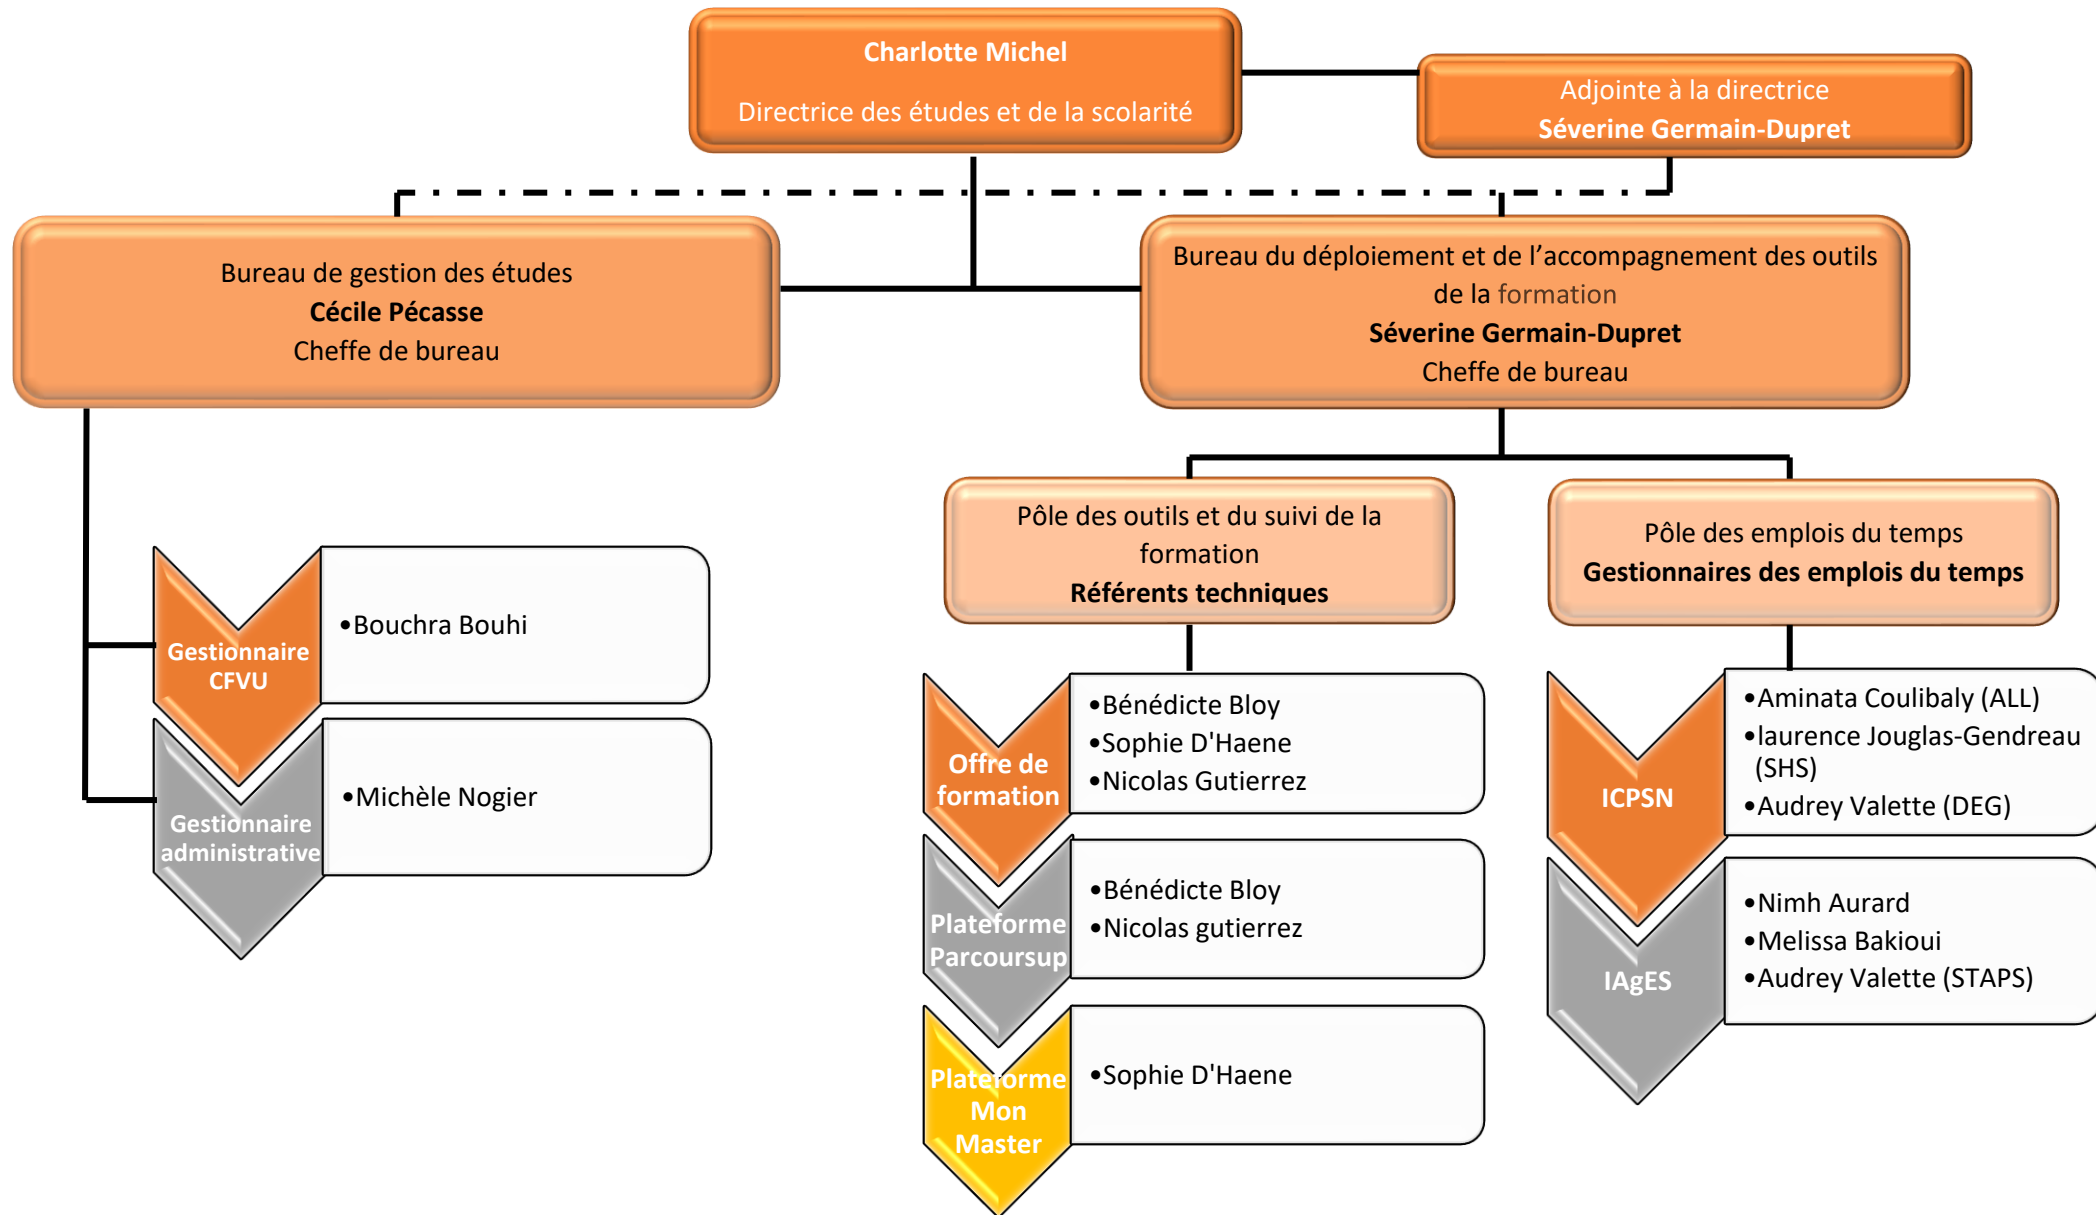 Charlotte Michel
Directrice des études et de la scolarité
Adjointe à la directrice
Séverine Germain-Dupret
Bureau de gestion des études
Cécile Pécasse
Cheffe de bureau
Bureau du déploiement et de l’accompagnement des outils
de la formation
Séverine Germain-Dupret
Cheffe de bureau
Gestionnaire
CFVU
•Bouchra Bouhi
Gestionnaire
administrative
•Michèle Nogier
Pôle des outils et du suivi de la
formation
Référents techniques
Offre de
formation
•Bénédicte Bloy
•Sophie D'Haene
•Nicolas Gutierrez
Plateforme
Parcoursup
•Bénédicte Bloy
•Nicolas gutierrez
Plateforme
Mon
Master
•Sophie D'Haene
Pôle des emplois du temps
Gestionnaires des emplois du temps
ICPSN
•Aminata Coulibaly (ALL)
•laurence Jouglas-Gendreau
(SHS)
•Audrey Valette (DEG)
IAgES
•Nimh Aurard
•Melissa Bakioui
•Audrey Valette (STAPS)